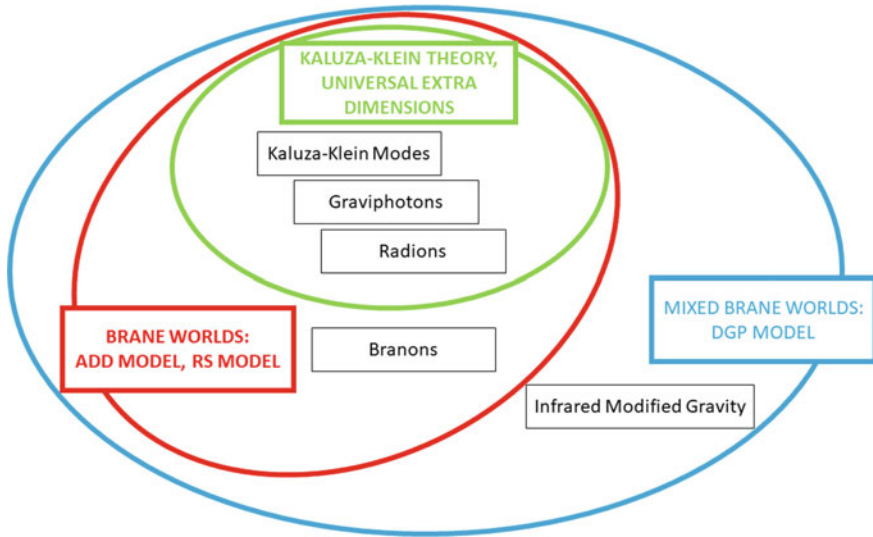 KALUZA-KLEIN THEORY,
UNIVERSAL EXTRA
DIMENSIONS
Kaluza-Klein Modes
Graviphotons
Radions
BRANE WORLDS:
ADD MODEL, RS MODEL
Branons
MIXED BRANE WORLDS:
DGP MODEL
Infrared Modified Gravity